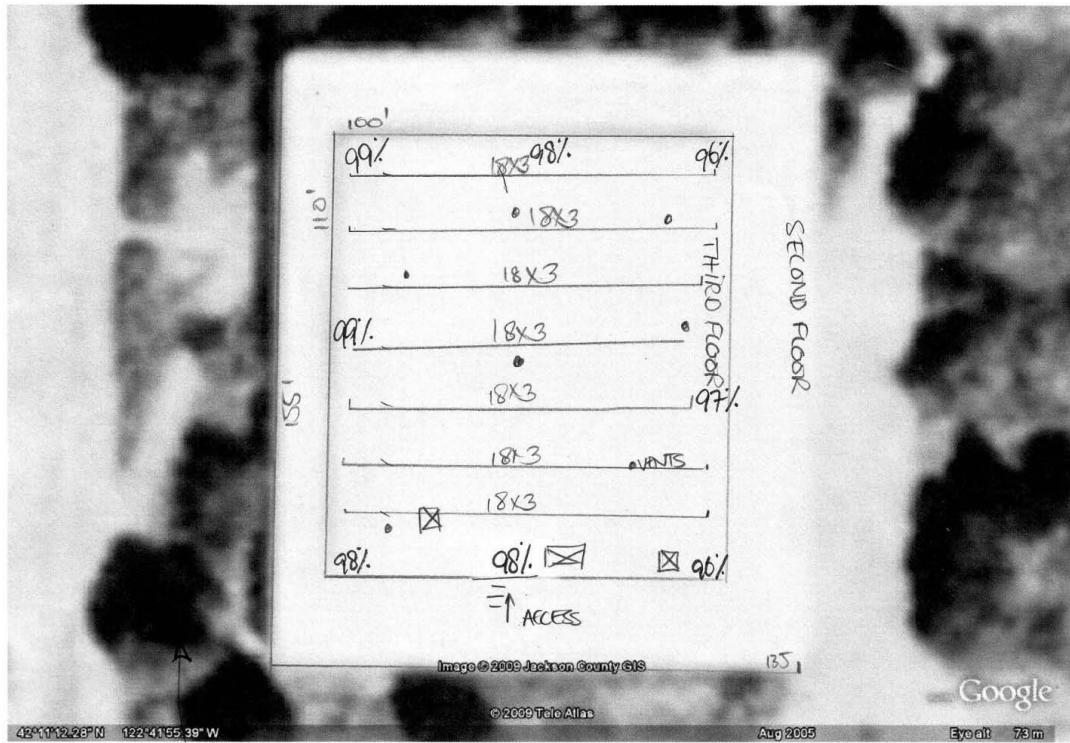 100'
99% 98% 96%
18X3
110'
18X3
SECOND FLOOR
THIRD FLOOR
18X3
99% 18X3
155'
18X3 97%
18X3 VENTS
18X3
98% 98% 96%
ACCESS
Image © 2009 Jackson County GIS
135
Google
© 2009 Tele Atlas
42°11'12.28" N 122°41'55.39" W Aug 2005 Eye alt 73 m